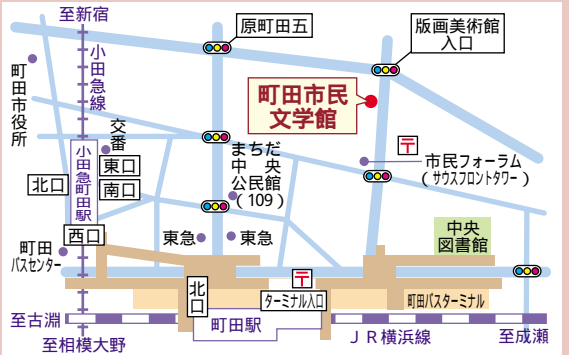 至新宿
小田急線
原町田五
版画美術館
入口
町田市役所
町田市民
文学館
交番
小田急町田駅
東口
南口
北口
西口
まちだ
中央
公民館
(109)
〒
市民フォーラム
(サウスフロントタワー)
町田
バスセンター
東急
東急
中央
図書館
北口
〒
ターミナル入口
町田バスターミナル
町田駅
至古淵
JR横浜線
至成瀬
至相模大野